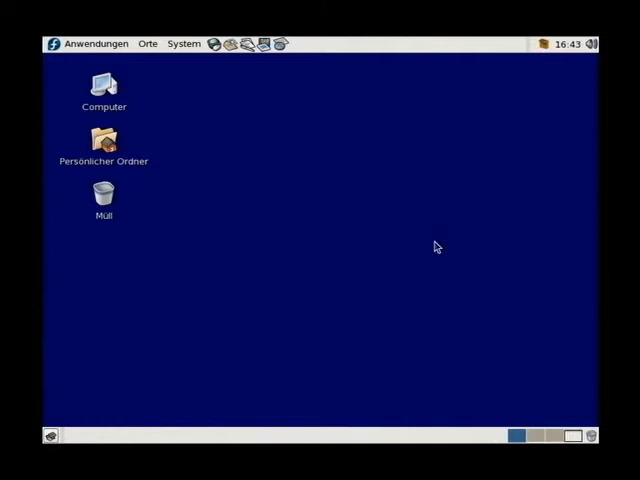 Anwendungen Orte System 16:43
Computer
Persönlicher Ordner
Müll